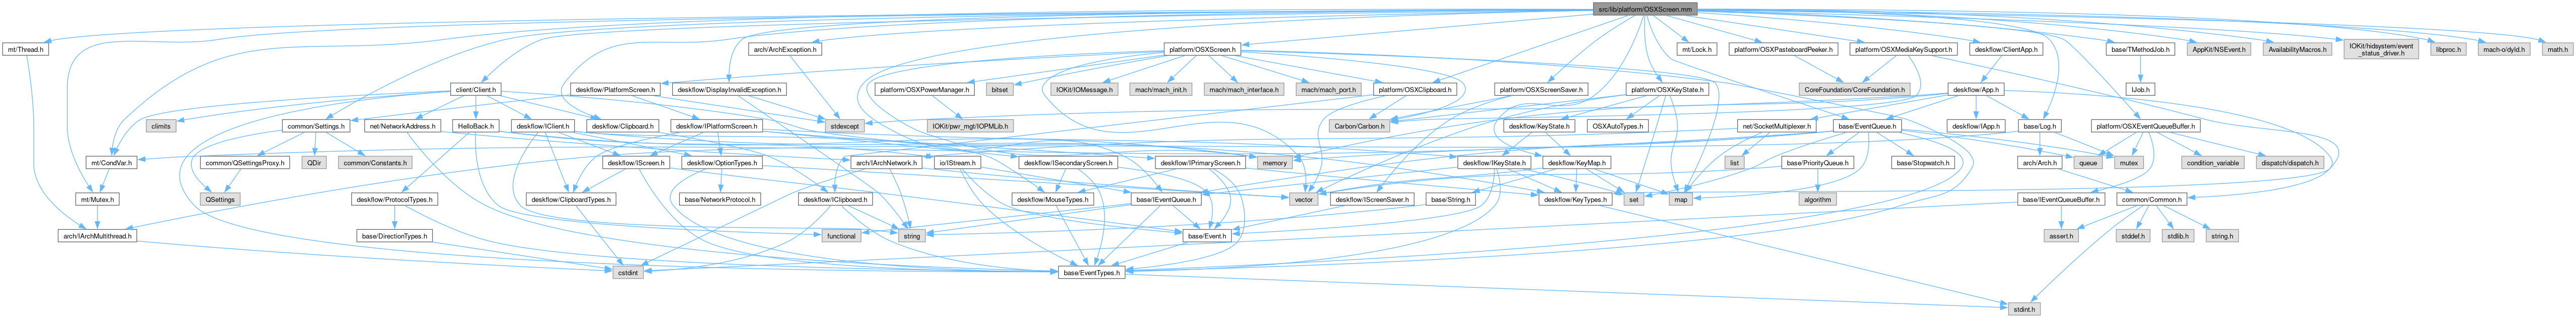 src/lib/platform/OSXScreen.mm
mt/Thread.h
arch/ArchException.h
platform/OSXScreen.h
mt/Lock.h
platform/OSXPasteboardPeeker.h
platform/OSXMediaKeySupport.h
deskflow/ClientApp.h
base/TMethodJob.h
AppKit/NSEvent.h
AvailabilityMacros.h
IOKit/hidsystem/event
_status_driver.h
libproc.h
mach-o/dyld.h
math.h
client/Client.h
deskflow/PlatformScreen.h
deskflow/DisplayInvalidException.h
platform/OSXPowerManager.h
bitset
IOKit/IOMessage.h
mach/mach_init.h
mach/mach_interface.h
mach/mach_port.h
platform/OSXClipboard.h
platform/OSXScreenSaver.h
platform/OSXKeyState.h
CoreFoundation/CoreFoundation.h
deskflow/App.h
IJob.h
climits
common/Settings.h
net/NetworkAddress.h
HelloBack.h
deskflow/IClient.h
deskflow/Clipboard.h
deskflow/IPlatformScreen.h
stdexcept
IOKit/pwr_mgt/IOPMLib.h
Carbon/Carbon.h
deskflow/KeyState.h
OSXAutoTypes.h
net/SocketMultiplexer.h
base/EventQueue.h
deskflow/IApp.h
base/Log.h
platform/OSXEventQueueBuffer.h
mt/CondVar.h
common/QSettingsProxy.h
QDir
common/Constants.h
deskflow/IScreen.h
deskflow/OptionTypes.h
arch/IArchNetwork.h
io/IStream.h
memory
deskflow/ISecondaryScreen.h
deskflow/IPrimaryScreen.h
deskflow/IKeyState.h
deskflow/KeyMap.h
list
base/PriorityQueue.h
base/Stopwatch.h
arch/Arch.h
queue
mutex
condition_variable
dispatch/dispatch.h
mt/Mutex.h
QSettings
deskflow/ProtocolTypes.h
deskflow/ClipboardTypes.h
base/NetworkProtocol.h
deskflow/IClipboard.h
deskflow/MouseTypes.h
base/IEventQueue.h
vector
deskflow/IScreenSaver.h
base/String.h
deskflow/KeyTypes.h
set
map
algorithm
base/IEventQueueBuffer.h
common/Common.h
arch/IArchMultithread.h
base/DirectionTypes.h
functional
string
base/Event.h
assert.h
stddef.h
stdlib.h
string.h
cstdint
base/EventTypes.h
stdint.h